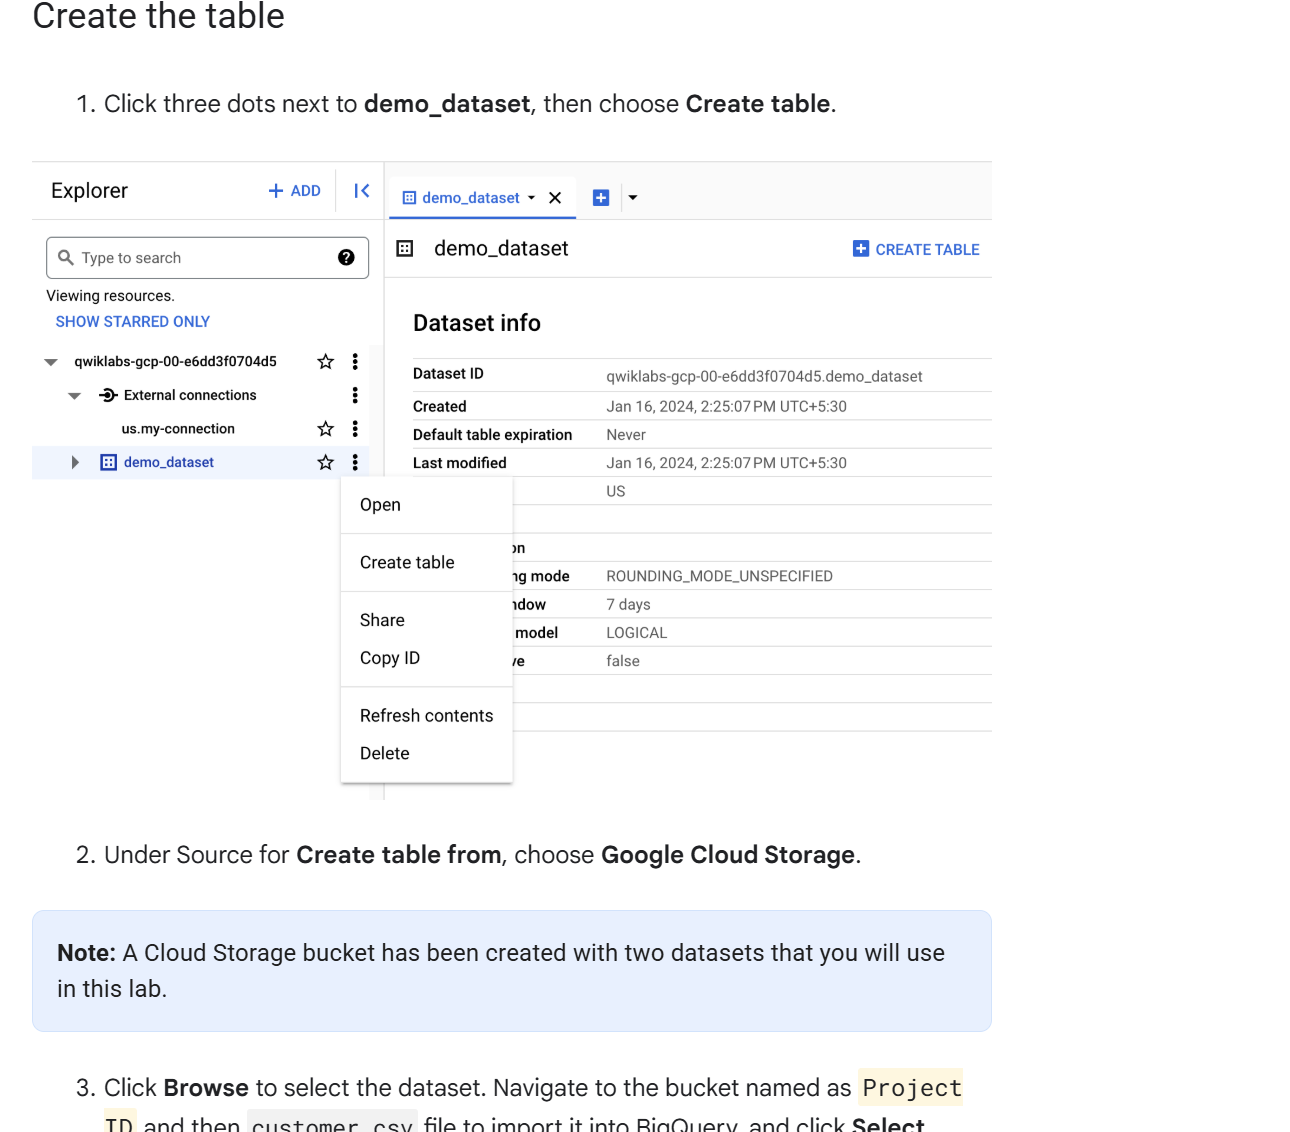 Create the table
1. Click three dots next to demo_dataset, then choose Create table.
Explorer
+ ADD
demo_dataset
demo_dataset
CREATE TABLE
Type to search
Viewing resources.
SHOW STARRED ONLY
qwiklabs-gcp-00-e6dd3f0704d5
External connections
us.my-connection
demo_dataset
Open
Create table
Share
Copy ID
Refresh contents
Delete
Dataset info
Dataset ID qwiklabs-gcp-00-e6dd3f0704d5.demo_dataset
Created Jan 16, 2024, 2:25:07 PM UTC+5:30
Default table expiration Never
Last modified Jan 16, 2024, 2:25:07 PM UTC+5:30
US
on
ng mode ROUNDING_MODE_UNSPECIFIED
ndow 7 days
model LOGICAL
ve false
2. Under Source for Create table from, choose Google Cloud Storage.
Note: A Cloud Storage bucket has been created with two datasets that you will use
in this lab.
3. Click Browse to select the dataset. Navigate to the bucket named as Project
ID and then customer.csv file to import it into BigQuery, and click Select.